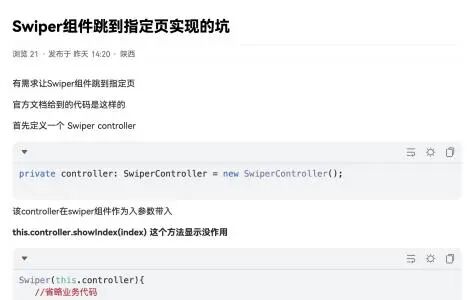 Swiper组件跳到指定页实现的坑
浏览 21 · 发布于 昨天 14:20 · 陕西
有需求让Swiper组件跳到指定页
官方文档给到的代码是这样的
首先定义一个 Swiper controller
private controller: SwiperController = new SwiperController();
该controller在swiper组件作为入参数带入
this.controller.showIndex(index) 这个方法显示没作用
Swiper(this.controller){
//省略业务代码